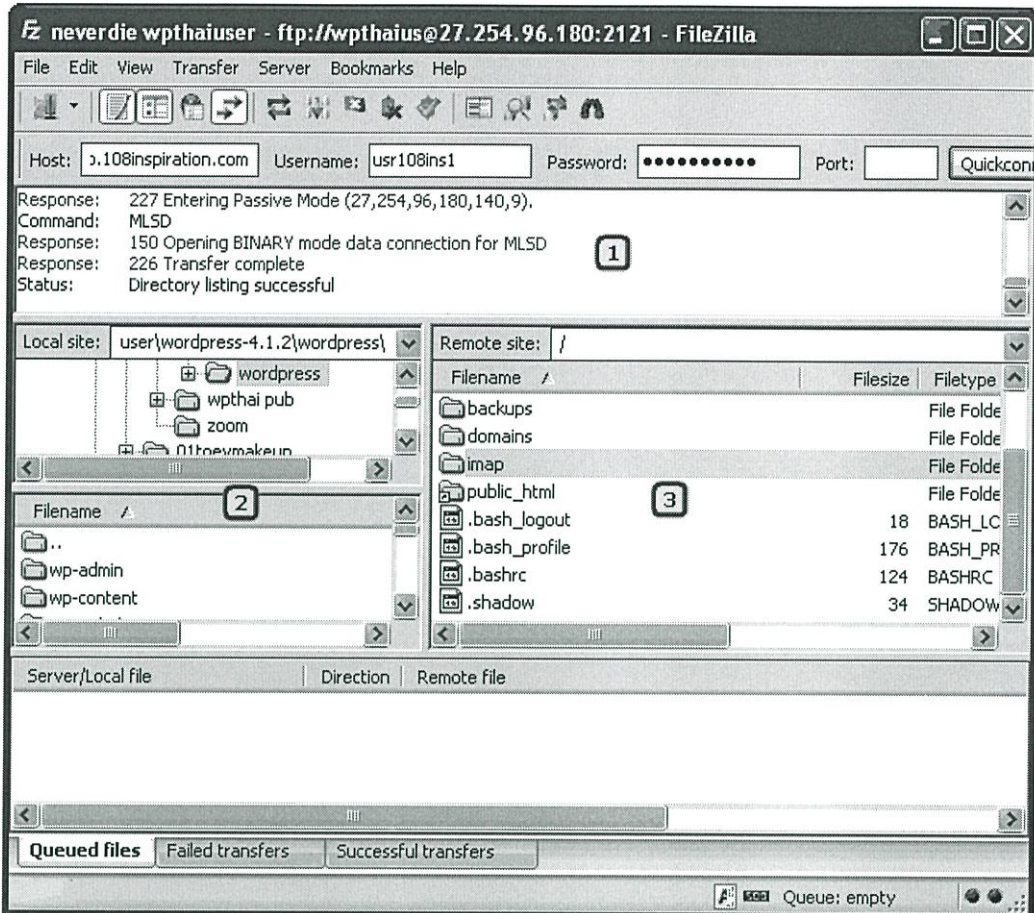 Fz neverdie wpthaiuser - ftp://wpthaius@27.254.96.180:2121 - FileZilla
File Edit View Transfer Server Bookmarks Help
Host: o.108inspiration.com Username: usr108ins1 Password: ●●●●●●●●●● Port: Quickconn
Response: 227 Entering Passive Mode (27,254,96,180,140,9).
Command: MLSD
Response: 150 Opening BINARY mode data connection for MLSD
Response: 226 Transfer complete
Status: Directory listing successful
1
Local site: user\wordpress-4.1.2\wordpress\
wordpress
wpthai pub
zoom
01toeymakeup
2
Filename
..
wp-admin
wp-content
Remote site: /
Filename Filesize Filetype
backups File Folde
domains File Folde
imap File Folde
public_html File Folde
3
.bash_logout 18 BASH_LO
.bash_profile 176 BASH_PR
.bashrc 124 BASHRC
.shadow 34 SHADOW
Server/Local file Direction Remote file
Queued files Failed transfers Successful transfers
Queue: empty